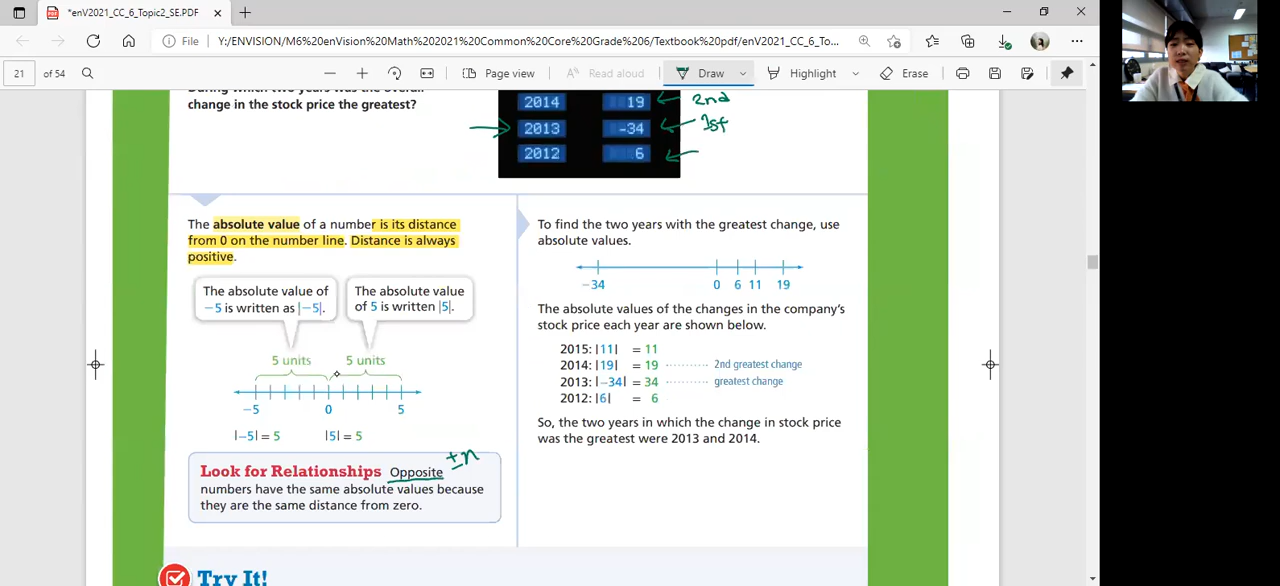 *enV2021_CC_6_Topic2_SE.PDF
File
Y:/ENVISION/M6%20enVision%20Math%202021%20Common%20Core%20Grade%206/Textbook%20pdf/enV2021_CC_6_To...
21 of 54
Page view
Read aloud
Draw
Highlight
Erase
During which two years was the overall
change in the stock price the greatest?
2014 19 2nd
2013 -34 1st
2012 6
The absolute value of a number is its distance
from 0 on the number line. Distance is always
positive.
The absolute value of
−5 is written as |−5|.
The absolute value
of 5 is written |5|.
5 units 5 units
−5 0 5
|−5| = 5 |5| = 5
±n
Look for Relationships Opposite
numbers have the same absolute values because
they are the same distance from zero.
To find the two years with the greatest change, use
absolute values.
−34 0 6 11 19
The absolute values of the changes in the company's
stock price each year are shown below.
2015: |11| = 11
2014: |19| = 19 2nd greatest change
2013: |−34| = 34 greatest change
2012: |6| = 6
So, the two years in which the change in stock price
was the greatest were 2013 and 2014.
Try It!